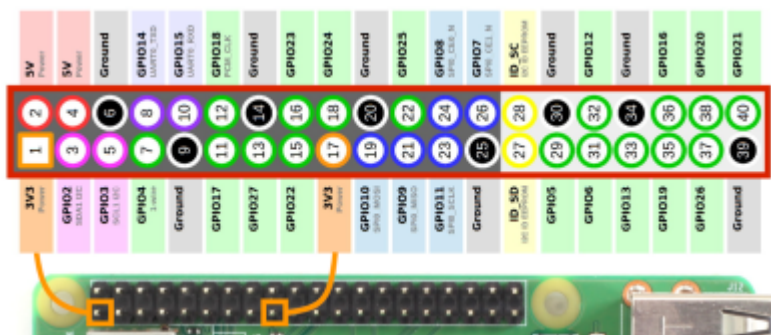 5V Power
5V Power
Ground
GPIO14 UART0_TXD
GPIO15 UART0_RXD
GPIO18 PCM_CLK
Ground
GPIO23
GPIO24
Ground
GPIO25
GPIO8 SPI0_CE0_N
GPIO7 SPI0_CE1_N
ID_SC I2C ID EEPROM
Ground
GPIO12
Ground
GPIO16
GPIO20
GPIO21
2 4 6 8 10 12 14 16 18 20 22 24 26 28 30 32 34 36 38 40
1 3 5 7 9 11 13 15 17 19 21 23 25 27 29 31 33 35 37 39
3V3 Power
GPIO2 SDA1 I2C
GPIO3 SCL1 I2C
GPIO4 1-wire
Ground
GPIO17
GPIO27
GPIO22
3V3 Power
GPIO10 SPI0_MOSI
GPIO9 SPI0_MISO
GPIO11 SPI0_SCLK
Ground
ID_SD I2C ID EEPROM
GPIO5
GPIO6
GPIO13
GPIO19
GPIO26
Ground